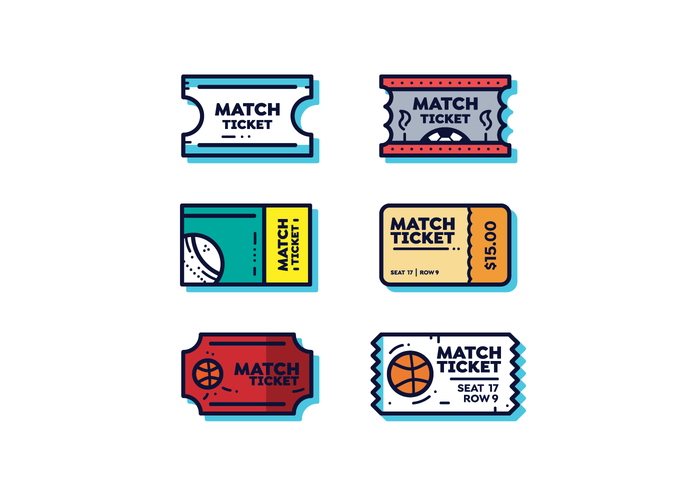 MATCH
TICKET
MATCH
TICKET
MATCH
TICKET
MATCH
TICKET
$15.00
SEAT 17 | ROW 9
MATCH
TICKET
MATCH
TICKET
SEAT 17
ROW 9